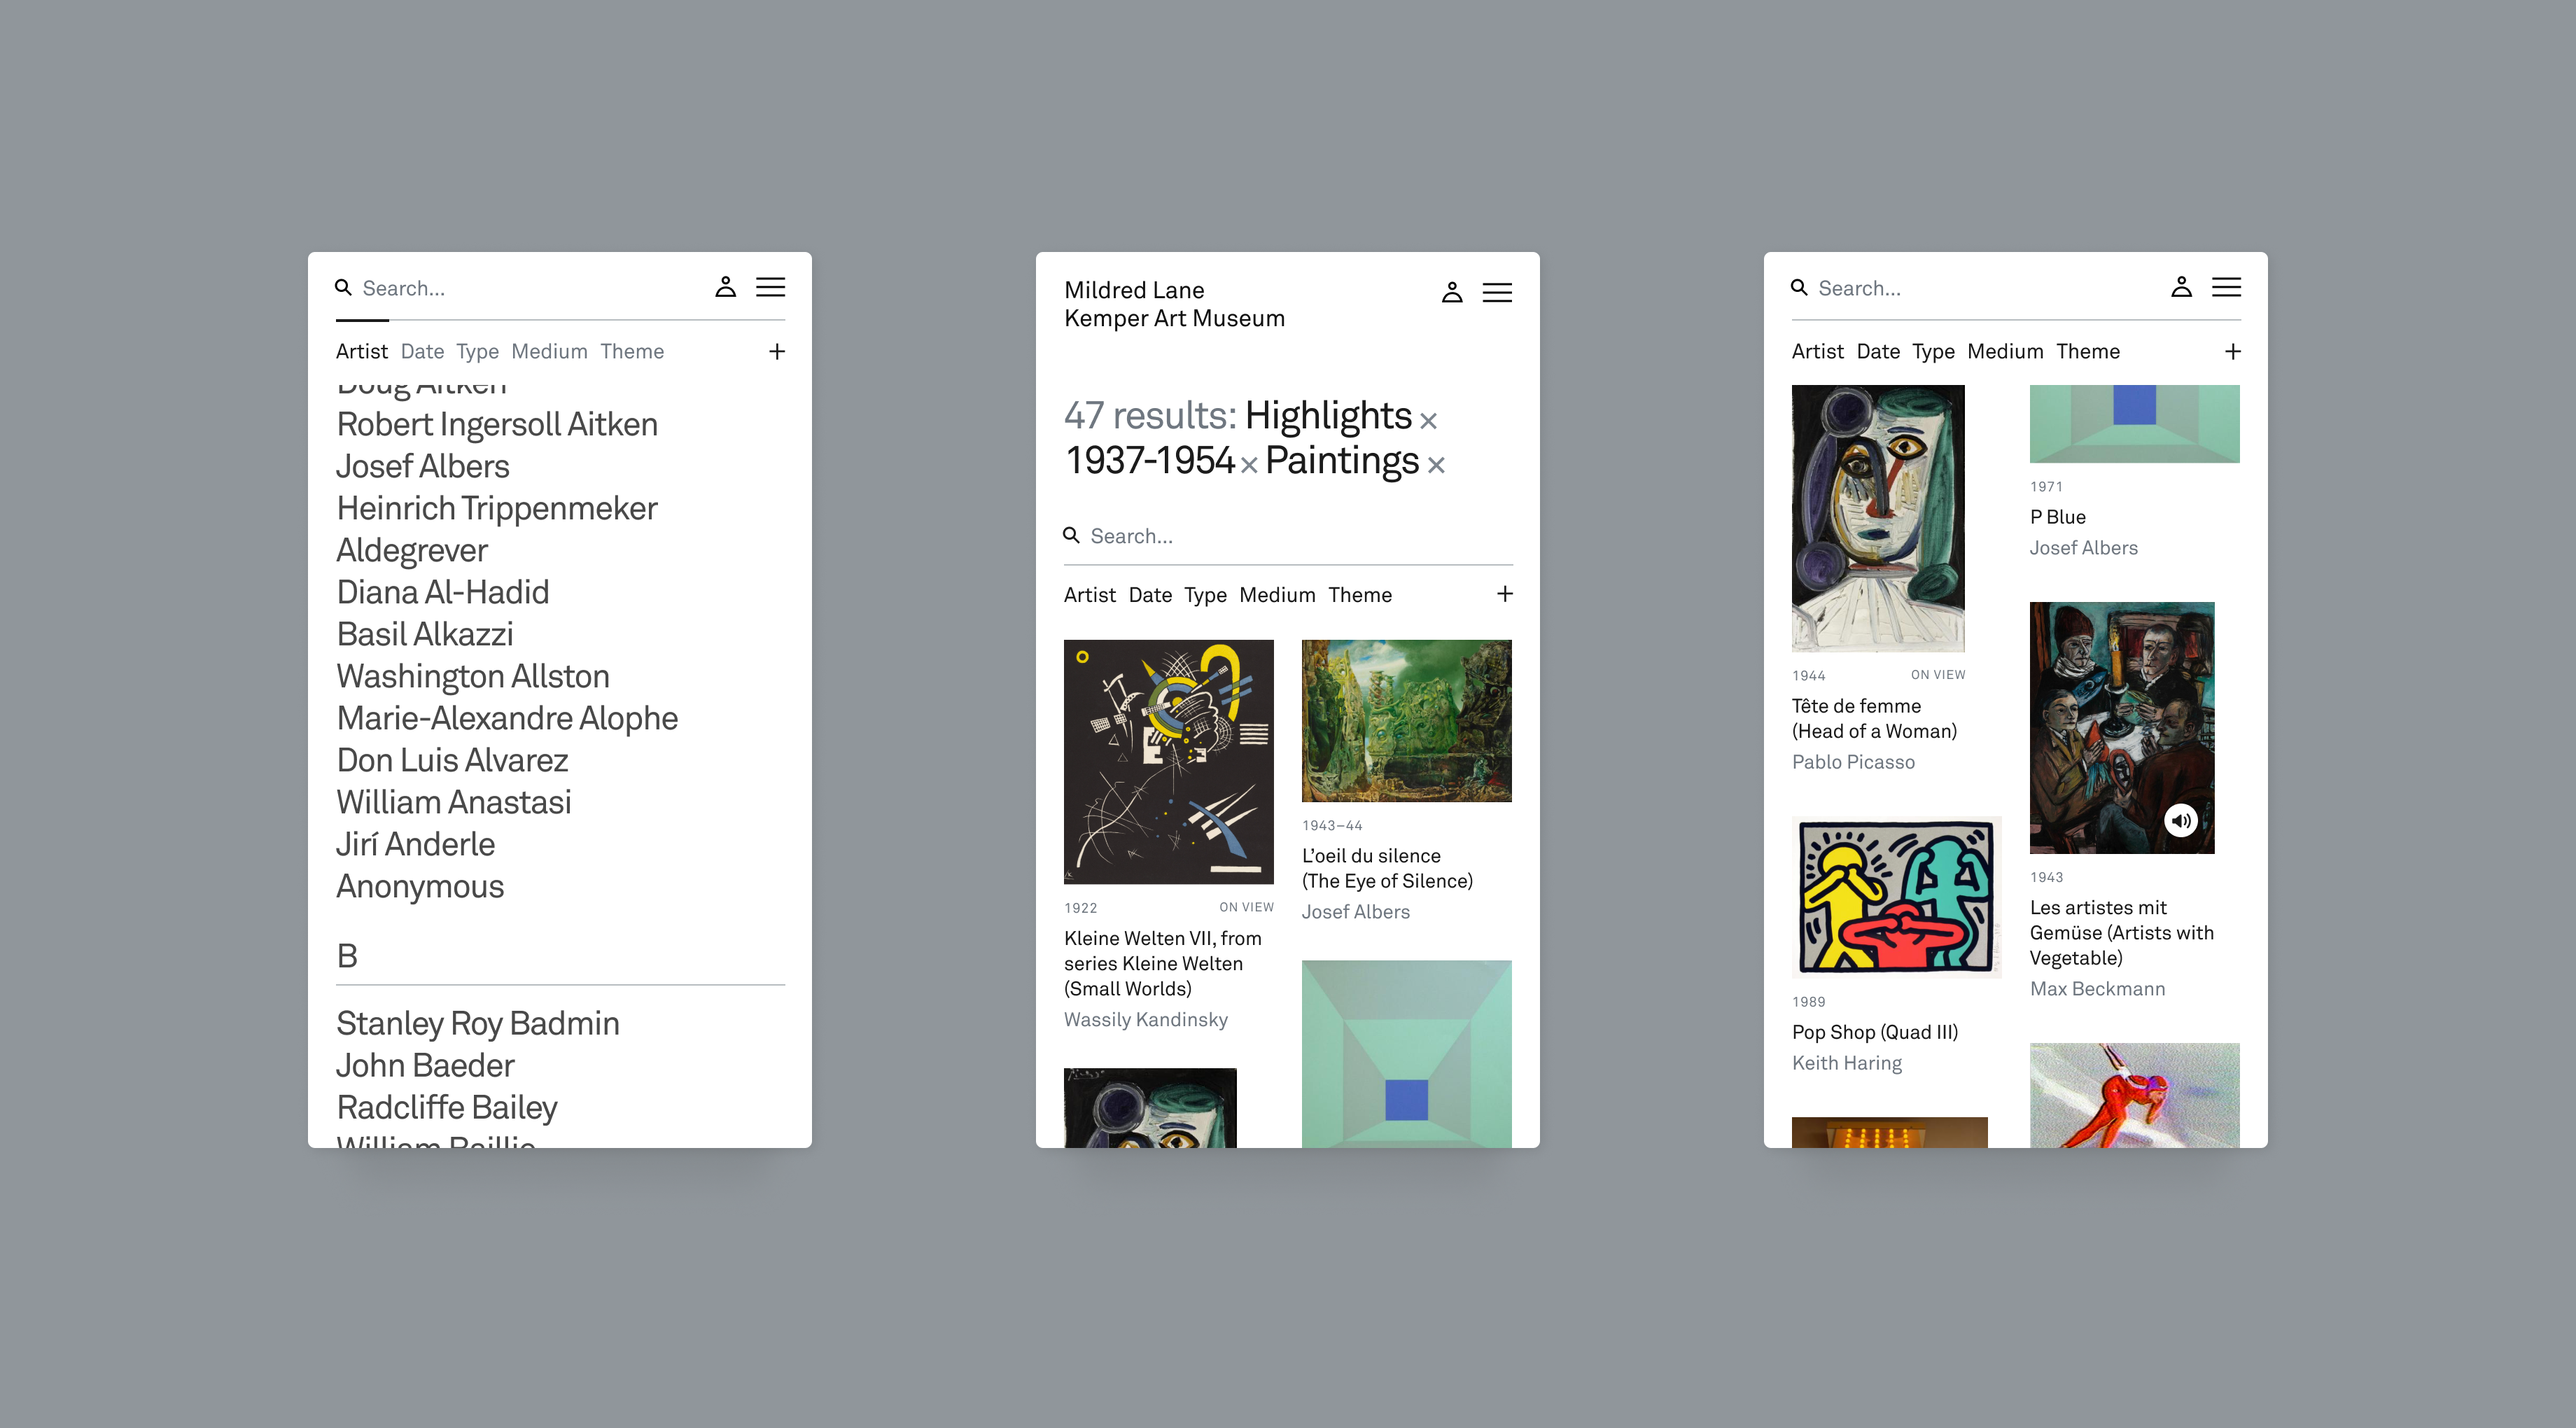 Search...
Artist Date Type Medium Theme +
Doug Aitken
Robert Ingersoll Aitken
Josef Albers
Heinrich Trippenmeker
Aldegrever
Diana Al-Hadid
Basil Alkazzi
Washington Allston
Marie-Alexandre Alophe
Don Luis Alvarez
William Anastasi
Jirí Anderle
Anonymous
B
Stanley Roy Badmin
John Baeder
Radcliffe Bailey
William Baillie
Mildred Lane
Kemper Art Museum
47 results: Highlights ×
1937-1954 × Paintings ×
Search...
Artist Date Type Medium Theme +
1922 ON VIEW
Kleine Welten VII, from
series Kleine Welten
(Small Worlds)
Wassily Kandinsky
1943–44
L’oeil du silence
(The Eye of Silence)
Josef Albers
Search...
Artist Date Type Medium Theme +
1944 ON VIEW
Tête de femme
(Head of a Woman)
Pablo Picasso
1989
Pop Shop (Quad III)
Keith Haring
1971
P Blue
Josef Albers
1943
Les artistes mit
Gemüse (Artists with
Vegetable)
Max Beckmann